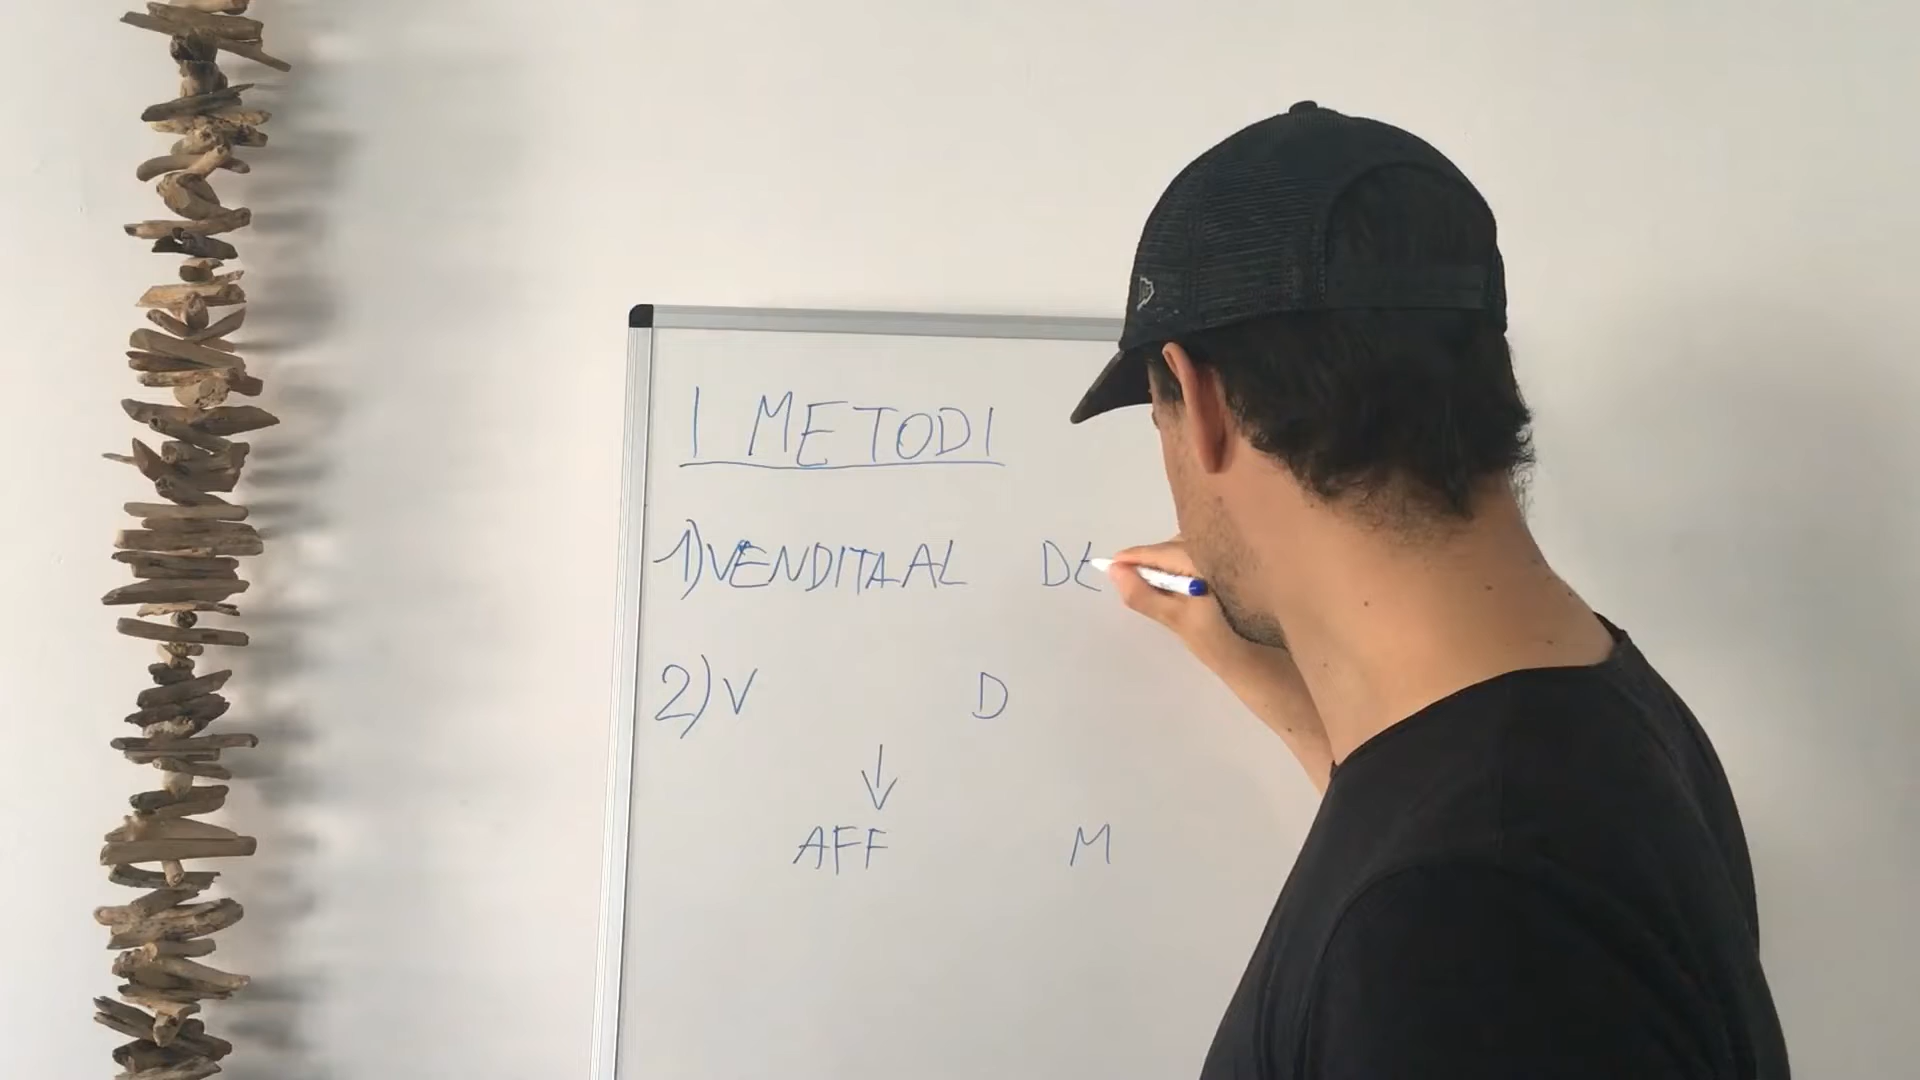 I METODI
1) VENDITA AL DE
2) V D
AFF M